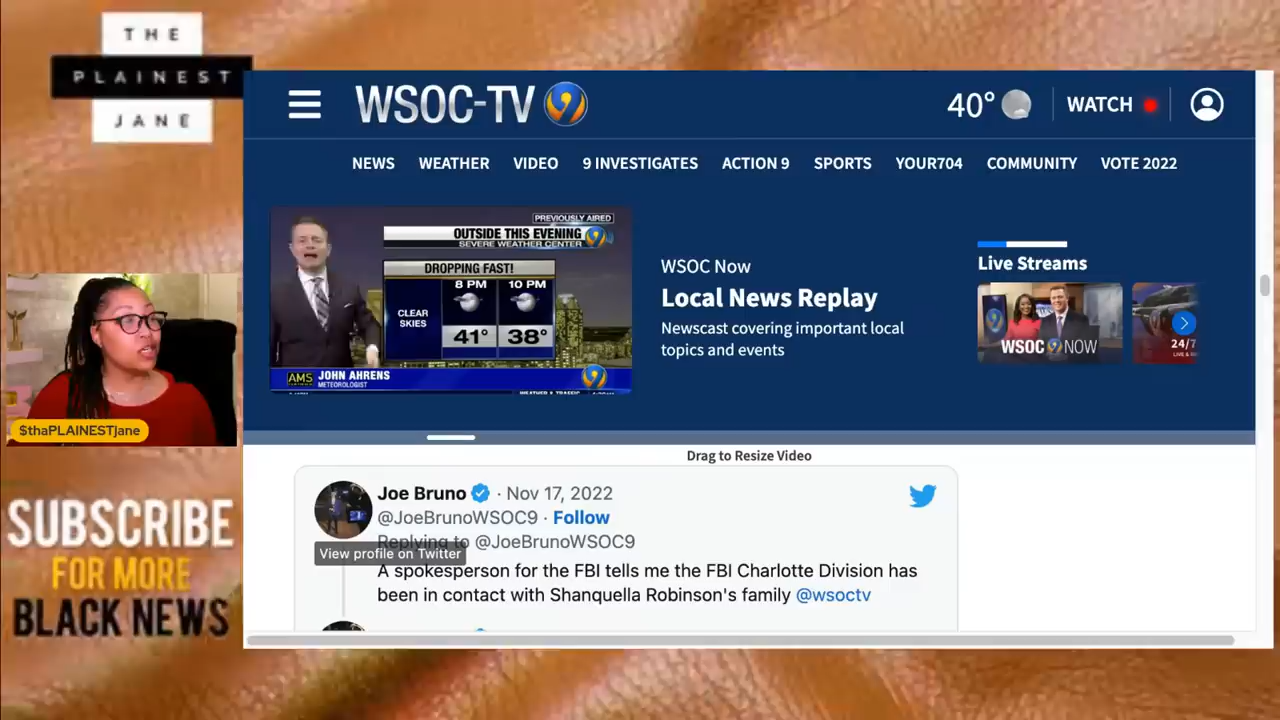 THE
PLAINEST
JANE
WSOC-TV 9
40°
WATCH
NEWS WEATHER VIDEO 9 INVESTIGATES ACTION 9 SPORTS YOUR704 COMMUNITY VOTE 2022
PREVIOUSLY AIRED
OUTSIDE THIS EVENING 9
SEVERE WEATHER CENTER
DROPPING FAST!
8 PM 10 PM
CLEAR
SKIES
41° 38°
AMS JOHN AHRENS
METEOROLOGIST
9
WSOC Now
Local News Replay
Newscast covering important local
topics and events
Live Streams
WSOC 9 NOW
24/7
$thaPLAINESTjane
SUBSCRIBE
FOR MORE
BLACK NEWS
Drag to Resize Video
Joe Bruno · Nov 17, 2022
@JoeBrunoWSOC9 · Follow
Replying to @JoeBrunoWSOC9
View profile on Twitter
A spokesperson for the FBI tells me the FBI Charlotte Division has
been in contact with Shanquella Robinson's family @wsoctv